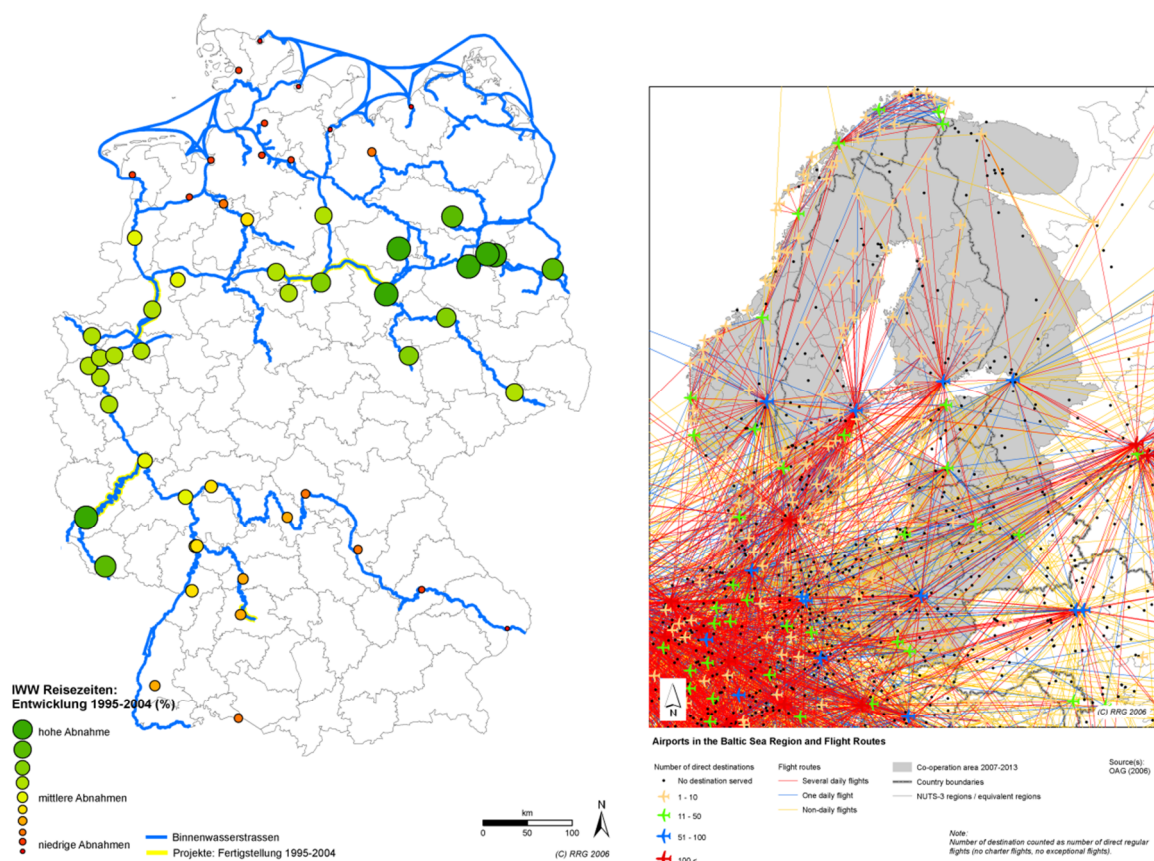 IWW Reisezeiten:
Entwicklung 1995-2004 (%)
hohe Abnahme
mittlere Abnahmen
niedrige Abnahmen
Binnenwasserstrassen
Projekte: Fertigstellung 1995-2004
km
0 50 100
N
(C) RRG 2006
N
(C) RRG 2006
Airports in the Baltic Sea Region and Flight Routes
Number of direct destinations
No destination served
1 - 10
11 - 50
51 - 100
100 <
Flight routes
Several daily flights
One daily flight
Non-daily flights
Co-operation area 2007-2013
Country boundaries
NUTS-3 regions / equivalent regions
Source(s):
OAG (2006)
Note:
Number of destination counted as number of direct regular
flights (no charter flights, no exceptional flights).